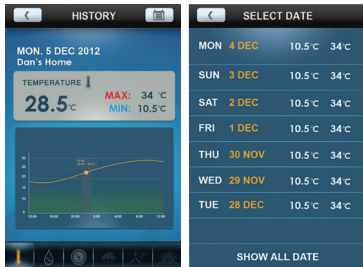 HISTORY
MON. 5 DEC 2012
Dan's Home
TEMPERATURE
28.5°C
MAX: 34 °C
MIN: 10.5°C
SELECT DATE
MON 4 DEC 10.5°C 34°C
SUN 3 DEC 10.5°C 34°C
SAT 2 DEC 10.5°C 34°C
FRI 1 DEC 10.5°C 34°C
THU 30 NOV 10.5°C 34°C
WED 29 NOV 10.5°C 34°C
TUE 28 DEC 10.5°C 34°C
SHOW ALL DATE